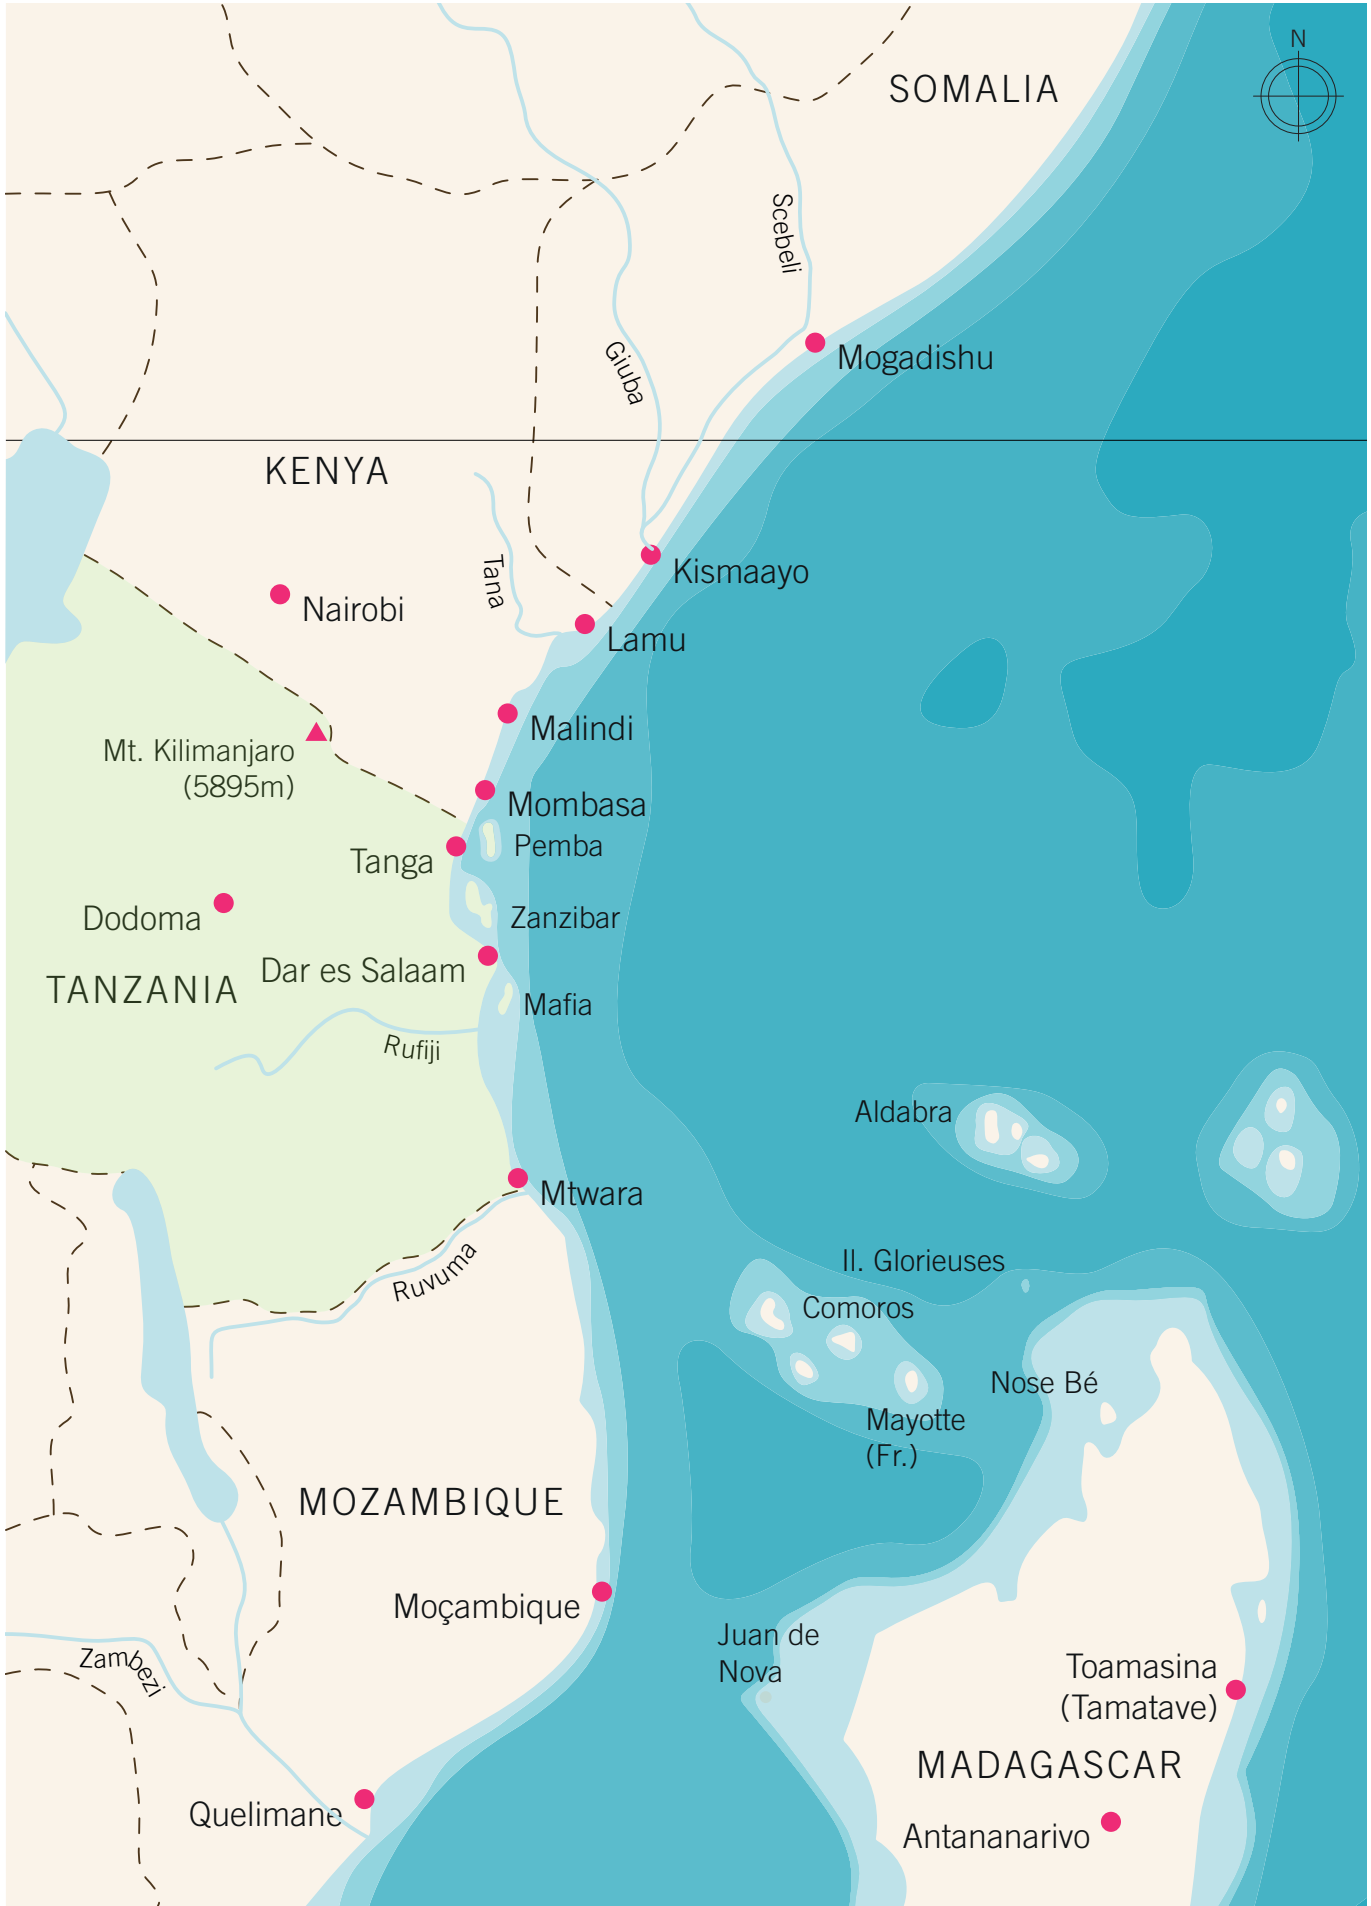 N
SOMALIA
Scebeli
Giuba
Mogadishu
KENYA
Tana
Kismaayo
Nairobi
Lamu
Malindi
Mt. Kilimanjaro
(5895m)
Mombasa
Pemba
Tanga
Dodoma
Zanzibar
Dar es Salaam
TANZANIA
Mafia
Rufiji
Aldabra
Mtwara
Ruvuma
Il. Glorieuses
Comoros
Nose Bé
Mayotte
(Fr.)
MOZAMBIQUE
Moçambique
Juan de
Nova
Zambezi
Toamasina
(Tamatave)
MADAGASCAR
Quelimane
Antananarivo